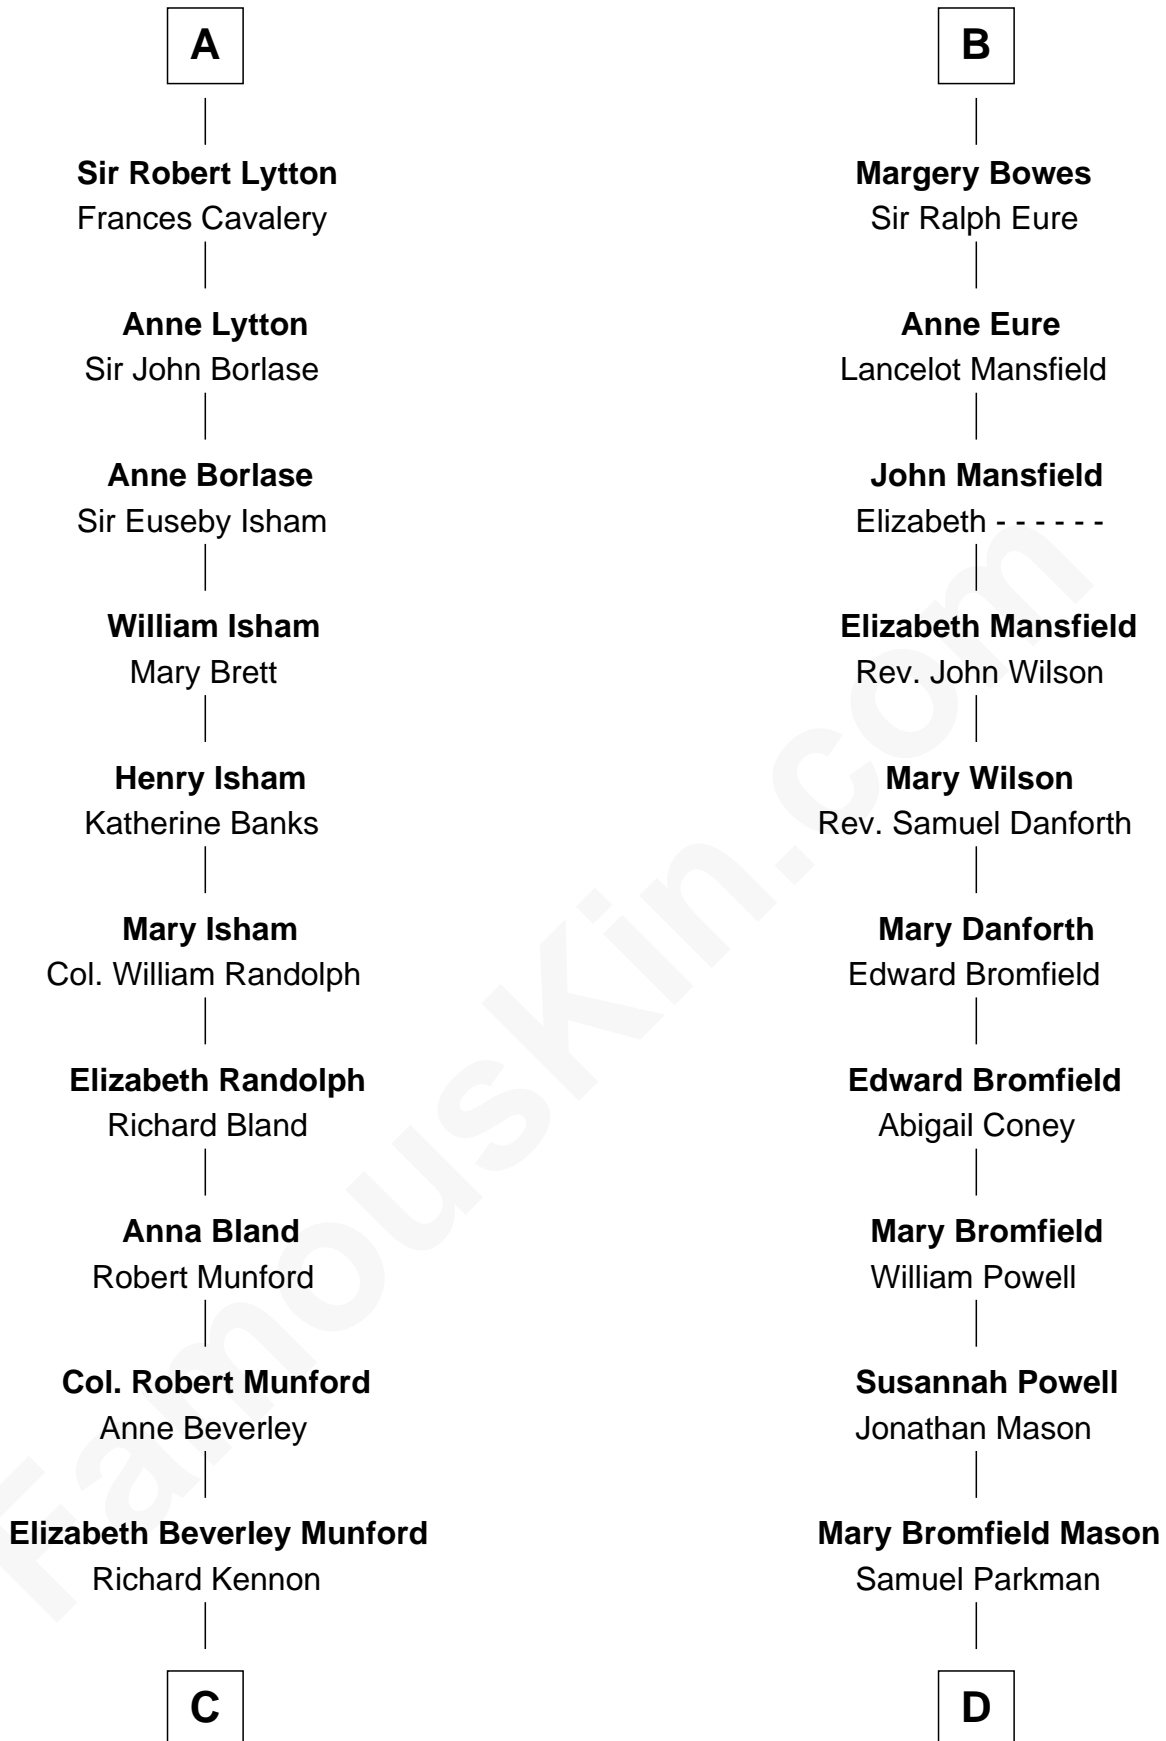 A
Sir Robert Lytton
Frances Cavalery
Anne Lytton
Sir John Borlase
Anne Borlase
Sir Euseby Isham
William Isham
Mary Brett
Henry Isham
Katherine Banks
Mary Isham
Col. William Randolph
Elizabeth Randolph
Richard Bland
Anna Bland
Robert Munford
Col. Robert Munford
Anne Beverley
Elizabeth Beverley Munford
Richard Kennon
C
B
Margery Bowes
Sir Ralph Eure
Anne Eure
Lancelot Mansfield
John Mansfield
Elizabeth - - - - - -
Elizabeth Mansfield
Rev. John Wilson
Mary Wilson
Rev. Samuel Danforth
Mary Danforth
Edward Bromfield
Edward Bromfield
Abigail Coney
Mary Bromfield
William Powell
Susannah Powell
Jonathan Mason
Mary Bromfield Mason
Samuel Parkman
D
FamousKin.com